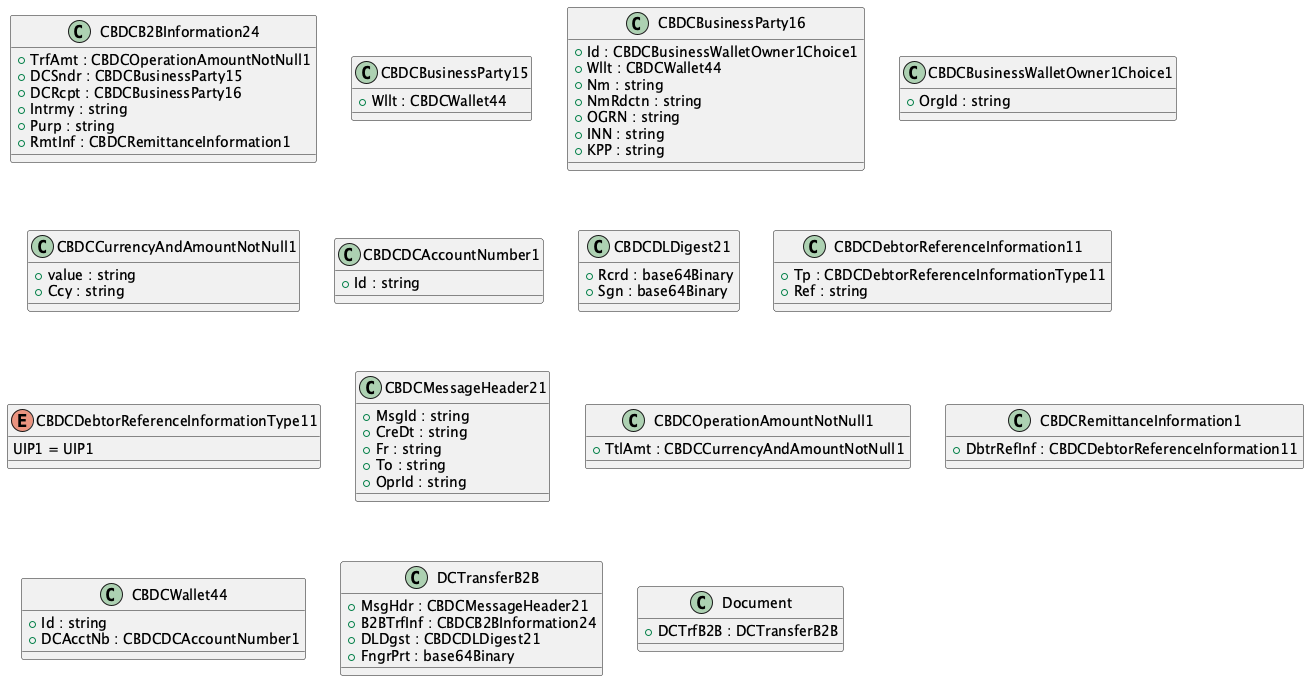 C CBDCB2BInformation24
TrfAmt : CBDCOperationAmountNotNull1
DCSndr : CBDCBusinessParty15
DCRcpt : CBDCBusinessParty16
Intrmy : string
Purp : string
RmtInf : CBDCRemittanceInformation1
C CBDCBusinessParty15
Wllt : CBDCWallet44
C CBDCBusinessParty16
Id : CBDCBusinessWalletOwner1Choice1
Wllt : CBDCWallet44
Nm : string
NmRdctn : string
OGRN : string
INN : string
KPP : string
C CBDCBusinessWalletOwner1Choice1
OrgId : string
C CBDCCurrencyAndAmountNotNull1
value : string
Ccy : string
C CBDCDCAccountNumber1
Id : string
C CBDCDLDigest21
Rcrd : base64Binary
Sgn : base64Binary
C CBDCDebtorReferenceInformation11
Tp : CBDCDebtorReferenceInformationType11
Ref : string
E CBDCDebtorReferenceInformationType11
UIP1 = UIP1
C CBDCMessageHeader21
MsgId : string
CreDt : string
Fr : string
To : string
OprId : string
C CBDCOperationAmountNotNull1
TtlAmt : CBDCCurrencyAndAmountNotNull1
C CBDCRemittanceInformation1
DbtrRefInf : CBDCDebtorReferenceInformation11
C CBDCWallet44
Id : string
DCAcctNb : CBDCDCAccountNumber1
C DCTransferB2B
MsgHdr : CBDCMessageHeader21
B2BTrfInf : CBDCB2BInformation24
DLDgst : CBDCDLDigest21
FngrPrt : base64Binary
C Document
DCTrfB2B : DCTransferB2B